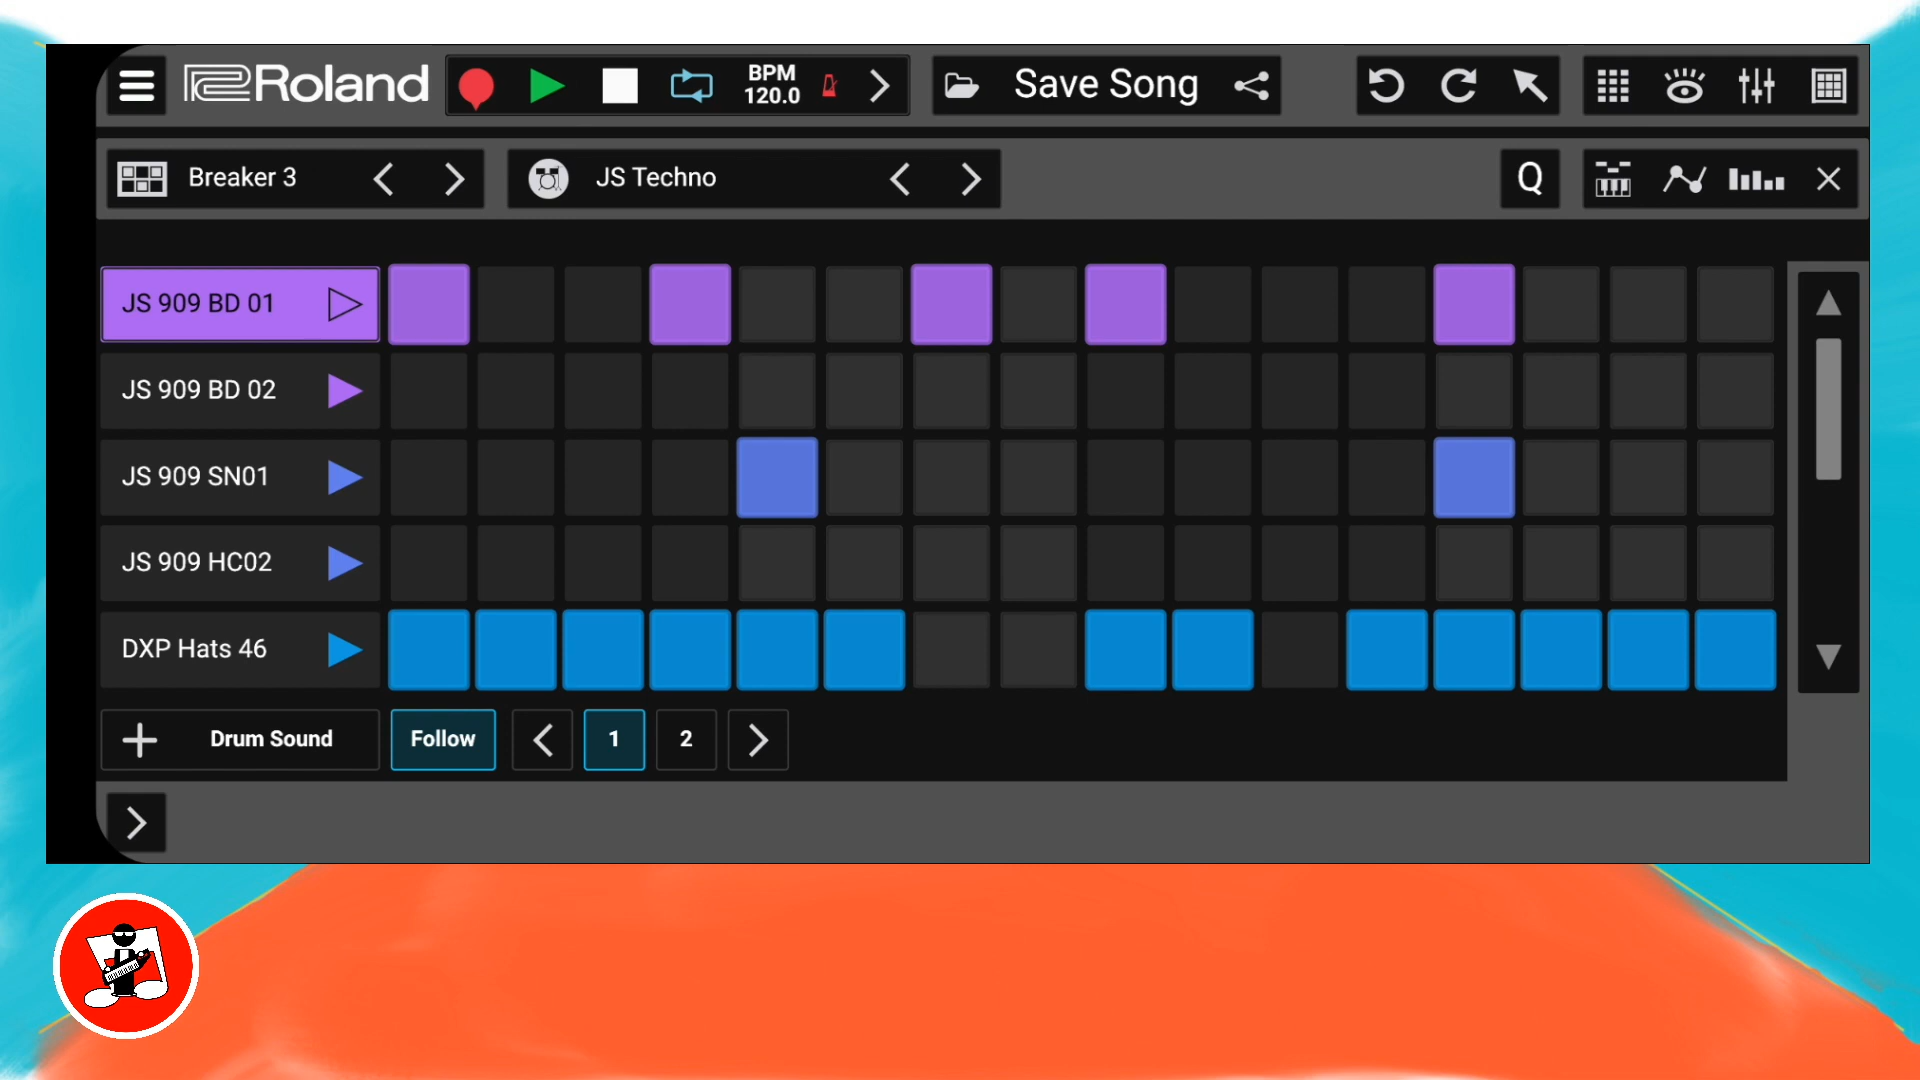 Roland
BPM
120.0
Save Song
Breaker 3
JS Techno
Q
JS 909 BD 01
JS 909 BD 02
JS 909 SN01
JS 909 HC02
DXP Hats 46
Drum Sound
Follow
1
2